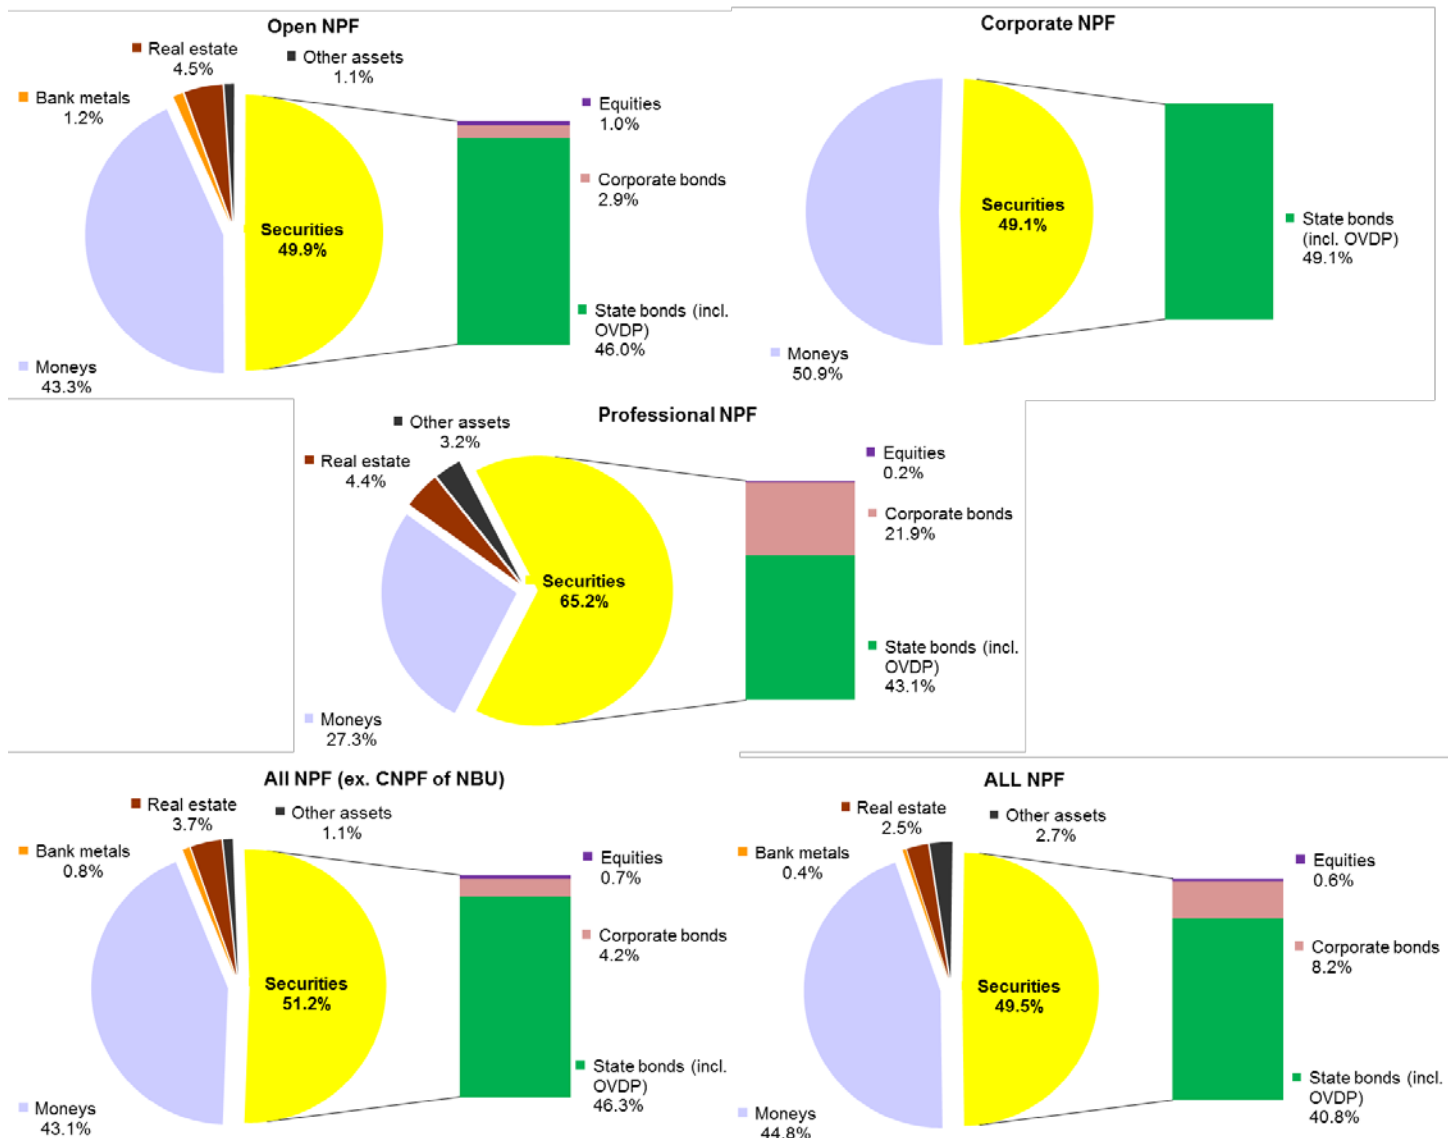 Open NPF
Real estate
4.5%
Other assets
1.1%
Bank metals
1.2%
Equities
1.0%
Corporate bonds
2.9%
Securities
49.9%
State bonds (incl.
OVDP)
46.0%
Moneys
43.3%
Corporate NPF
Securities
49.1%
State bonds
(incl. OVDP)
49.1%
Moneys
50.9%
Professional NPF
Other assets
3.2%
Real estate
4.4%
Equities
0.2%
Corporate bonds
21.9%
Securities
65.2%
State bonds (incl.
OVDP)
43.1%
Moneys
27.3%
All NPF (ex. CNPF of NBU)
Real estate
3.7%
Other assets
1.1%
Bank metals
0.8%
Equities
0.7%
Corporate bonds
4.2%
Securities
51.2%
State bonds (incl.
OVDP)
46.3%
Moneys
43.1%
ALL NPF
Real estate
2.5%
Other assets
2.7%
Bank metals
0.4%
Equities
0.6%
Corporate bonds
8.2%
Securities
49.5%
State bonds (incl.
OVDP)
40.8%
Moneys
44.8%